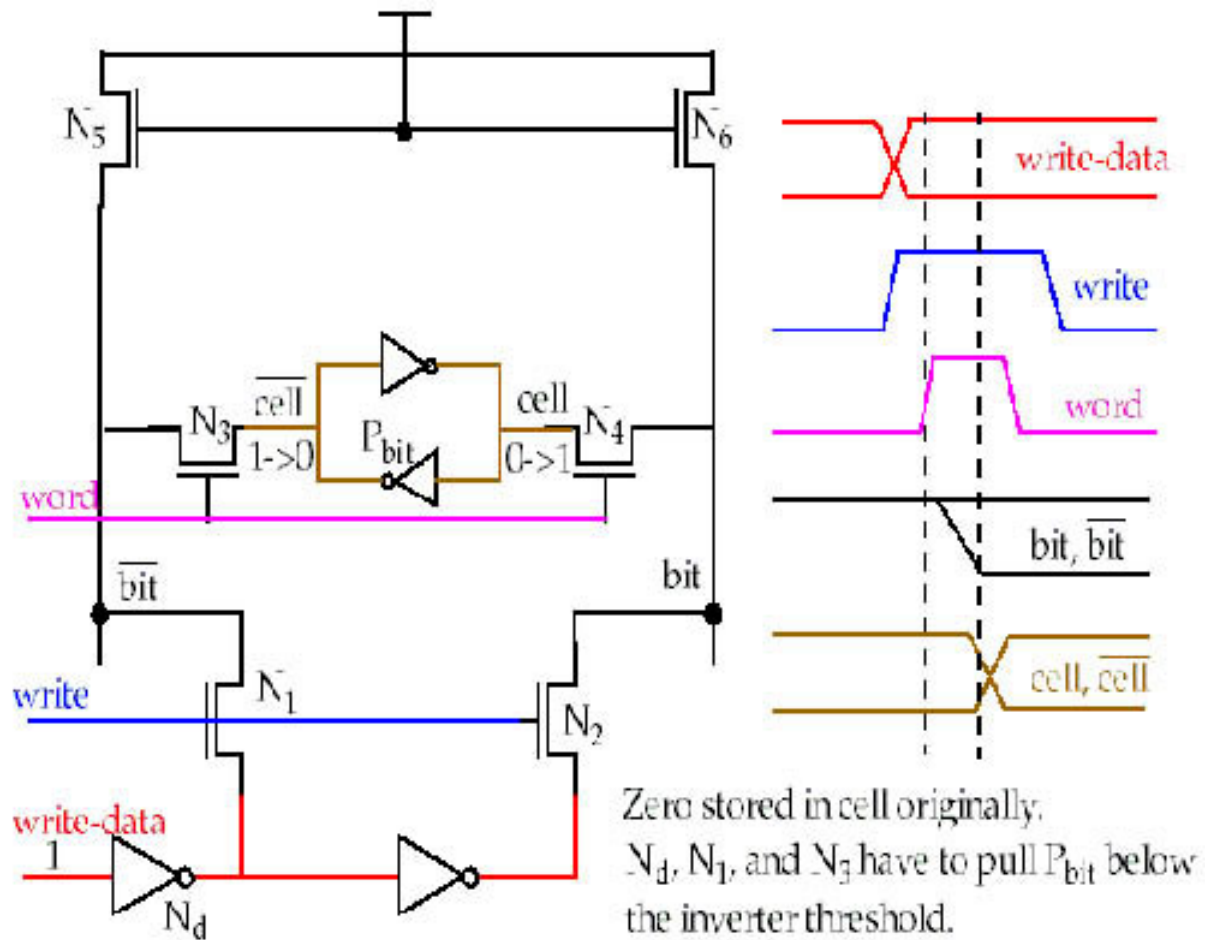 N5
N6
write-data
write
N3
cell
cell
N4
Pbit
1->0
0->1
word
word
bit
bit
bit, bit
N1
write
N2
cell, cell
write-data
1
Nd
Zero stored in cell originally.
Nd, N1, and N3 have to pull Pbit below
the inverter threshold.